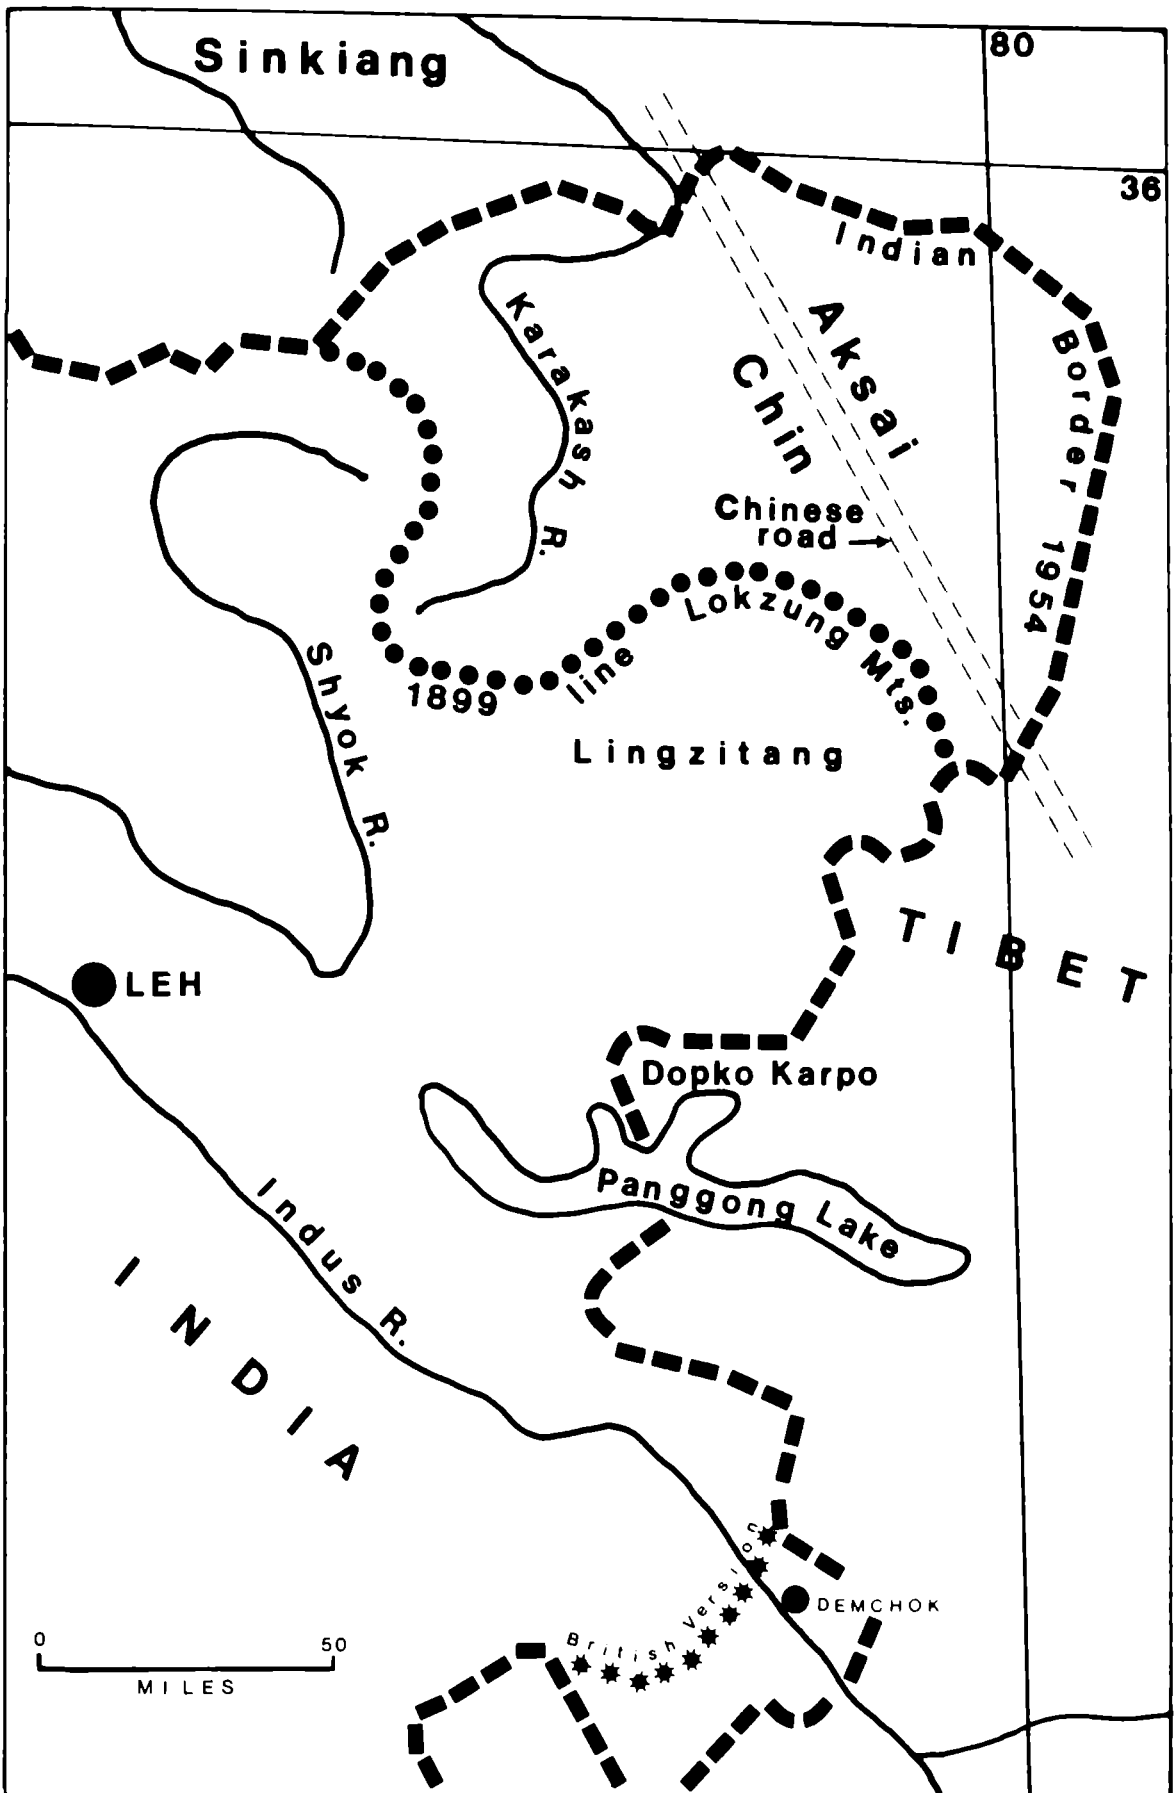 Sinkiang
80
36
Indian
Border 1954
Karakash R.
Aksai
Chin
Chinese
road
Lokzung Mts.
1899 line
Shyok R.
Lingzitang
TIBET
LEH
Dopko Karpo
Panggong Lake
Indus R.
INDIA
British Version
DEMCHOK
0 50
MILES